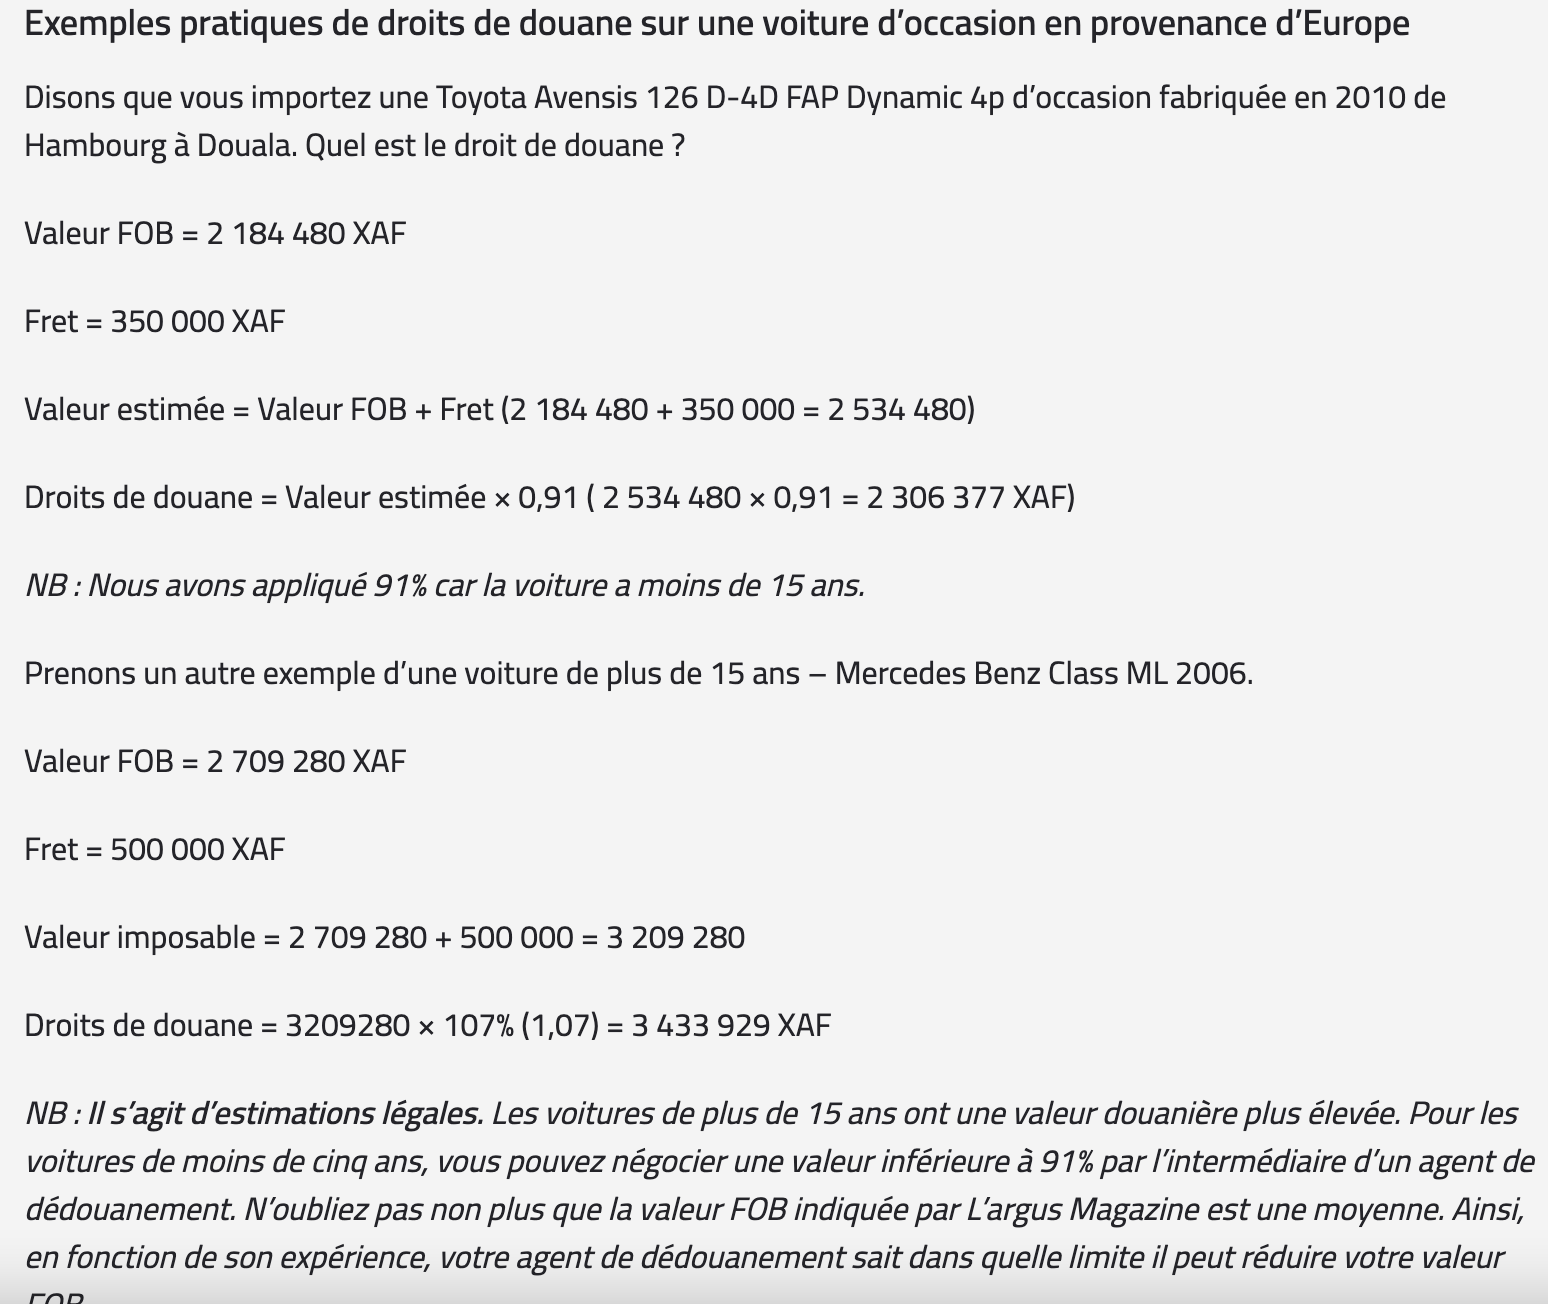 Exemples pratiques de droits de douane sur une voiture d’occasion en provenance d’Europe
Disons que vous importez une Toyota Avensis 126 D-4D FAP Dynamic 4p d’occasion fabriquée en 2010 de
Hambourg à Douala. Quel est le droit de douane ?
Valeur FOB = 2 184 480 XAF
Fret = 350 000 XAF
Valeur estimée = Valeur FOB + Fret (2 184 480 + 350 000 = 2 534 480)
Droits de douane = Valeur estimée × 0,91 ( 2 534 480 × 0,91 = 2 306 377 XAF)
NB : Nous avons appliqué 91% car la voiture a moins de 15 ans.
Prenons un autre exemple d’une voiture de plus de 15 ans – Mercedes Benz Class ML 2006.
Valeur FOB = 2 709 280 XAF
Fret = 500 000 XAF
Valeur imposable = 2 709 280 + 500 000 = 3 209 280
Droits de douane = 3209280 × 107% (1,07) = 3 433 929 XAF
NB : Il s’agit d’estimations légales. Les voitures de plus de 15 ans ont une valeur douanière plus élevée. Pour les
voitures de moins de cinq ans, vous pouvez négocier une valeur inférieure à 91% par l’intermédiaire d’un agent de
dédouanement. N’oubliez pas non plus que la valeur FOB indiquée par L’argus Magazine est une moyenne. Ainsi,
en fonction de son expérience, votre agent de dédouanement sait dans quelle limite il peut réduire votre valeur
FOB